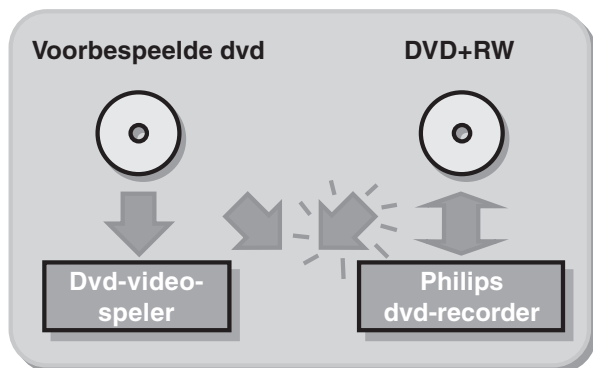 Voorbespeelde dvd
DVD+RW
Dvd-video-
speler
Philips
dvd-recorder